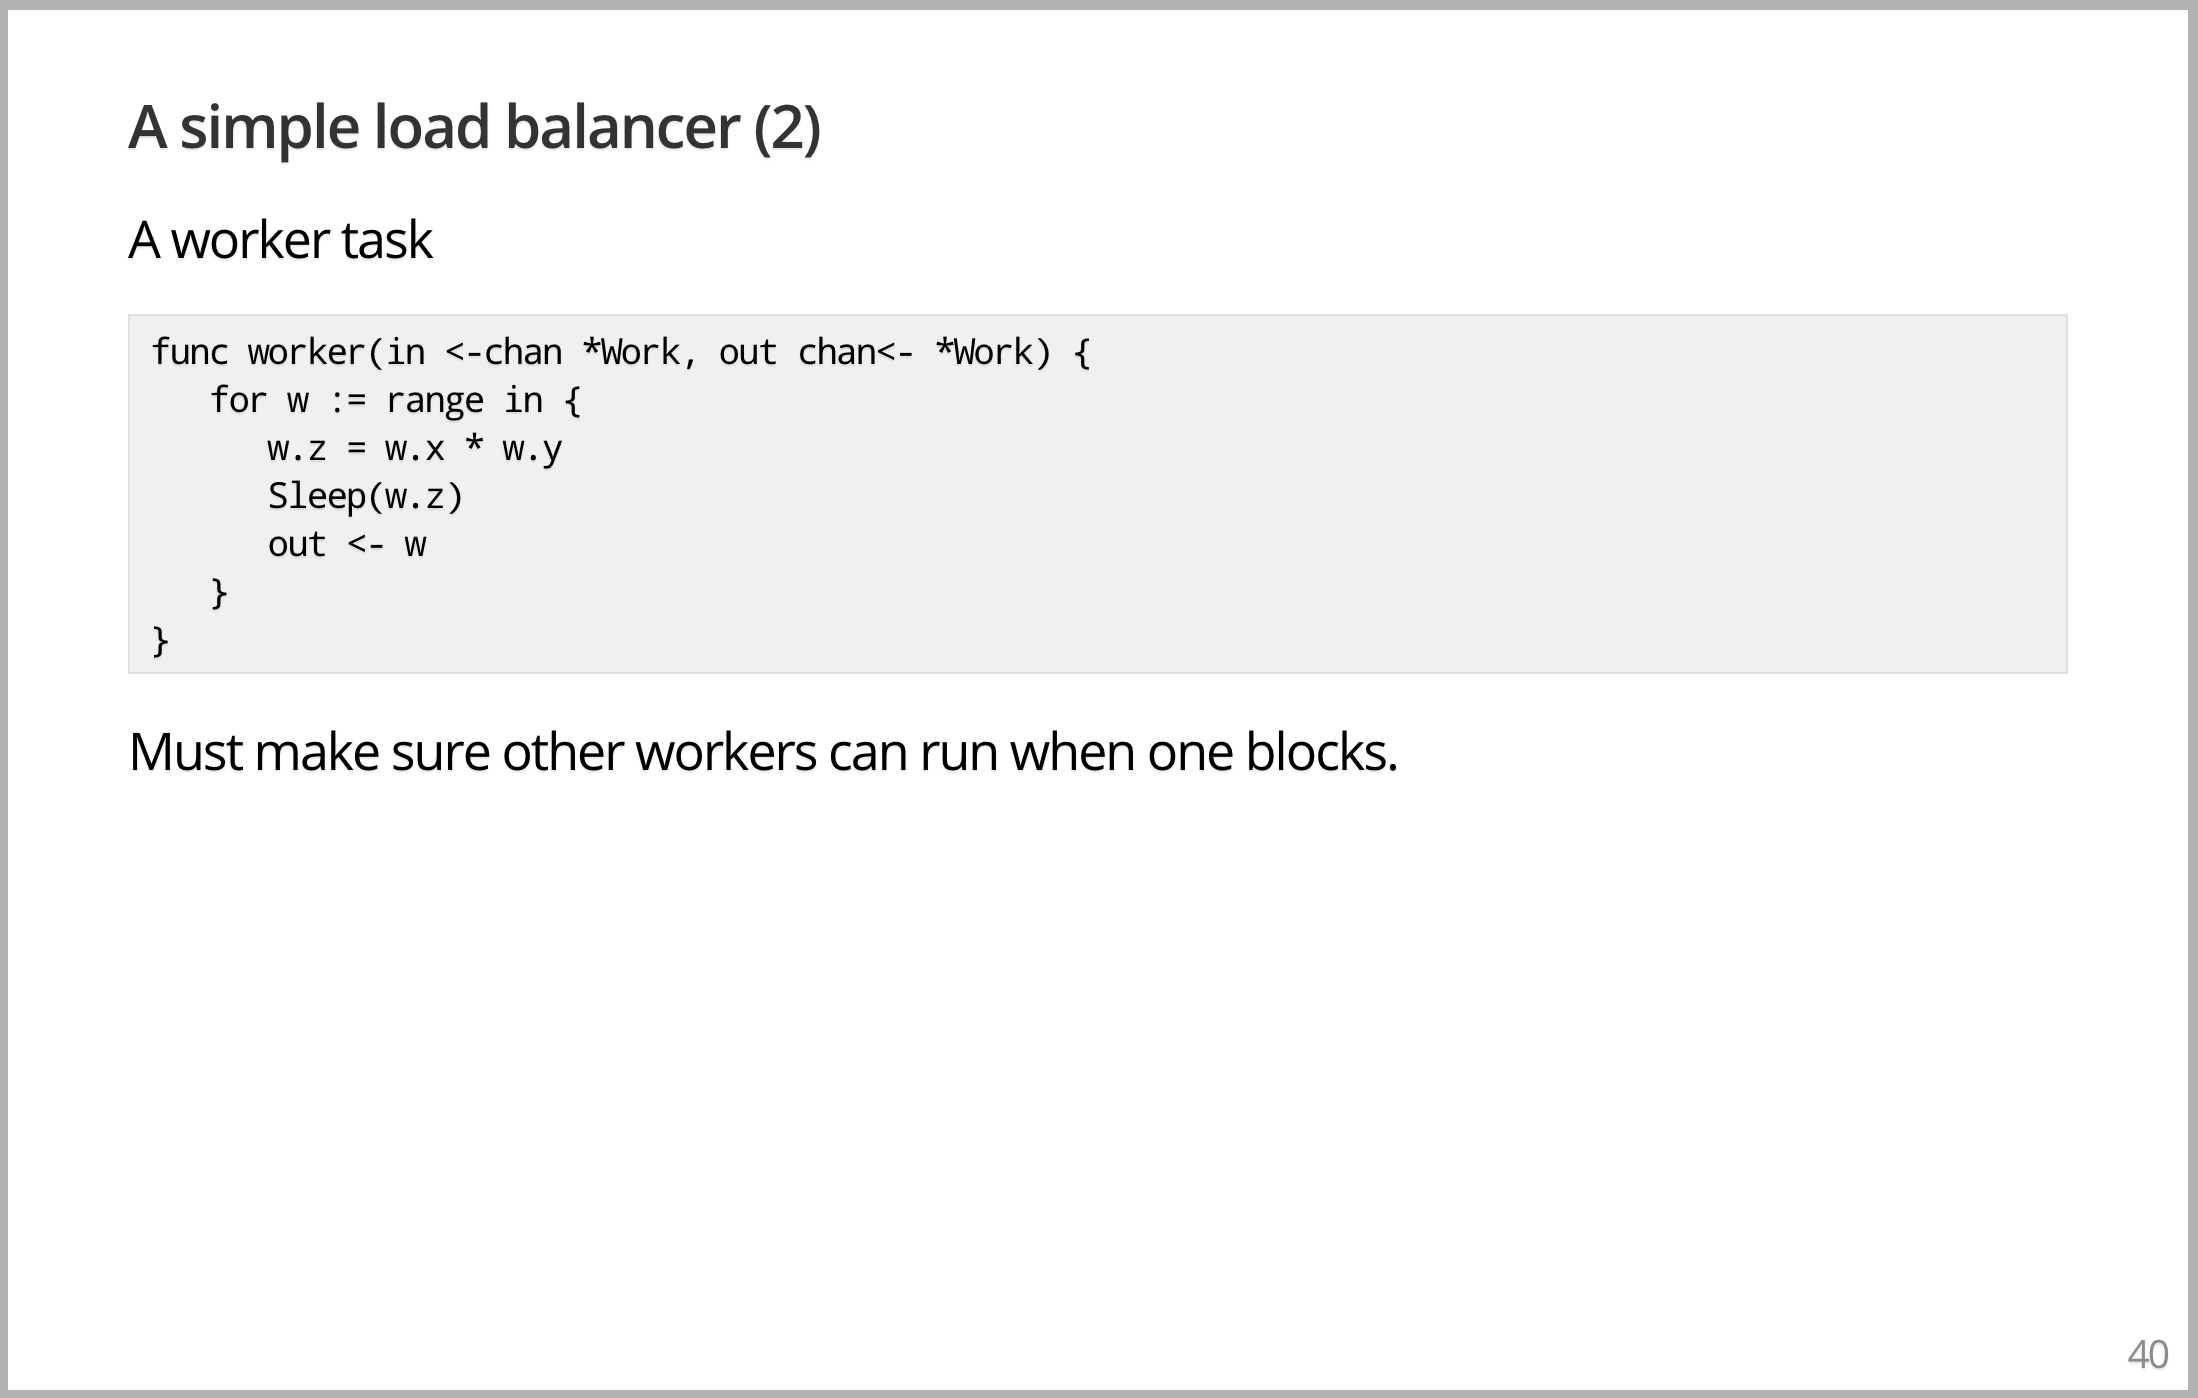 A simple load balancer (2)
A worker task
func worker(in <-chan *Work, out chan<- *Work) {
   for w := range in {
      w.z = w.x * w.y
      Sleep(w.z)
      out <- w
   }
}
Must make sure other workers can run when one blocks.
40